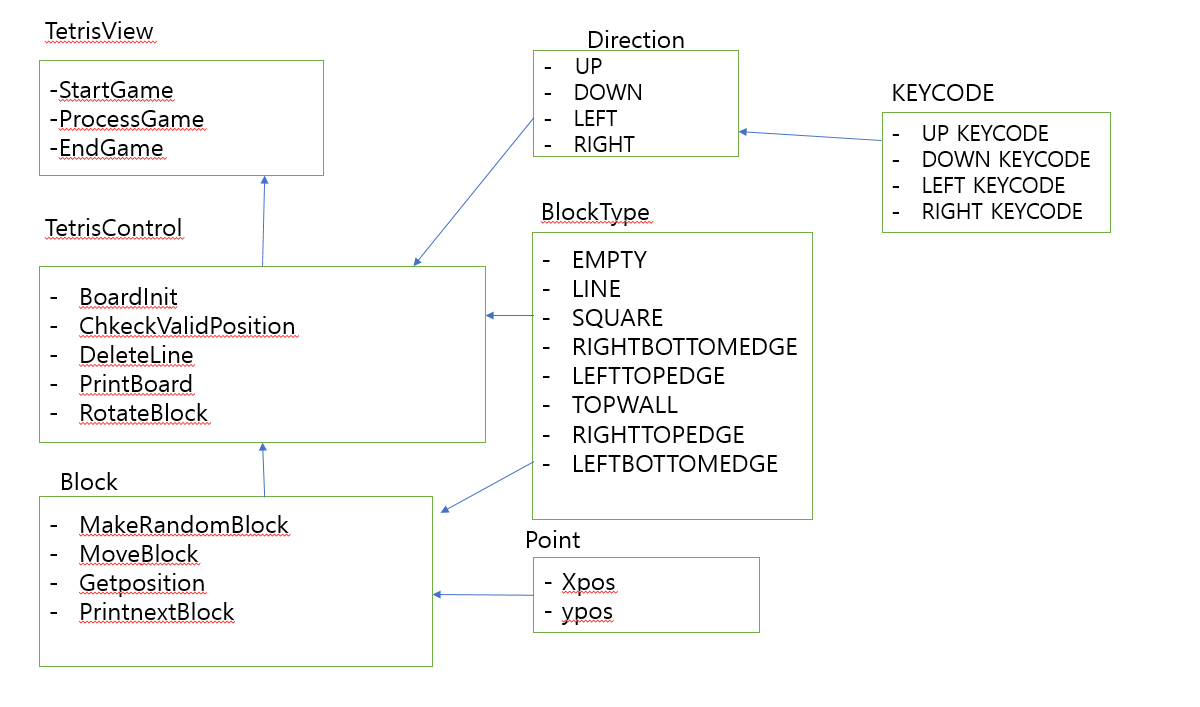 TetrisView
-StartGame
-ProcessGame
-EndGame
TetrisControl
- BoardInit
- ChkeckValidPosition
- DeleteLine
- PrintBoard
- RotateBlock
Block
- MakeRandomBlock
- MoveBlock
- Getposition
- PrintnextBlock
Direction
- UP
- DOWN
- LEFT
- RIGHT
KEYCODE
- UP KEYCODE
- DOWN KEYCODE
- LEFT KEYCODE
- RIGHT KEYCODE
BlockType
- EMPTY
- LINE
- SQUARE
- RIGHTBOTTOMEDGE
- LEFTTOPEDGE
- TOPWALL
- RIGHTTOPEDGE
- LEFTBOTTOMEDGE
Point
- Xpos
- ypos